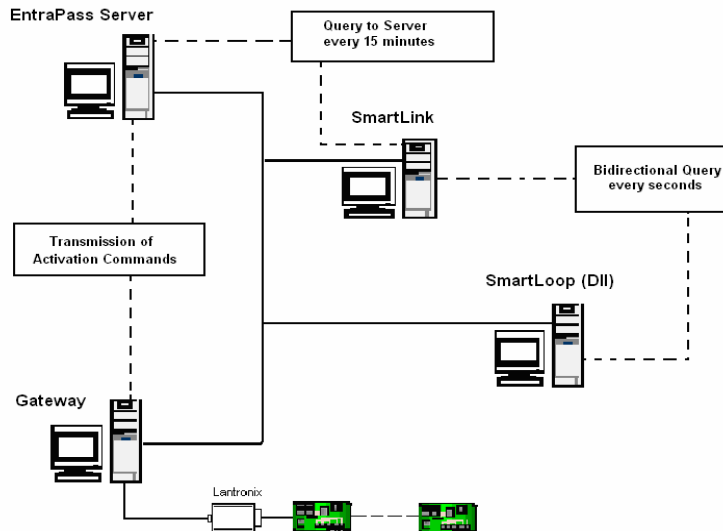 EntraPass Server
Query to Server
every 15 minutes
SmartLink
Bidirectional Query
every seconds
Transmission of
Activation Commands
SmartLoop (Dll)
Gateway
Lantronix